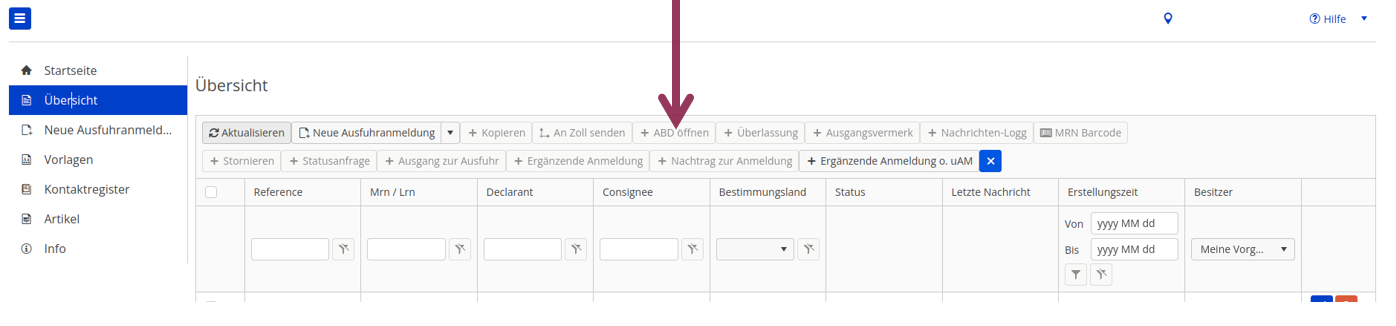 Hilfe
Startseite
Übersicht
Neue Ausfuhranmeld...
Vorlagen
Kontaktregister
Artikel
Info
Übersicht
Aktualisieren Neue Ausfuhranmeldung + Kopieren An Zoll senden + ABD öffnen + Überlassung + Ausgangsvermerk + Nachrichten-Logg MRN Barcode
+ Stornieren + Statusanfrage + Ausgang zur Ausfuhr + Ergänzende Anmeldung + Nachtrag zur Anmeldung + Ergänzende Anmeldung o. uAM
Reference Mrn / Lrn Declarant Consignee Bestimmungsland Status Letzte Nachricht Erstellungszeit Besitzer
Von yyyy MM dd
Bis yyyy MM dd Meine Vorg...